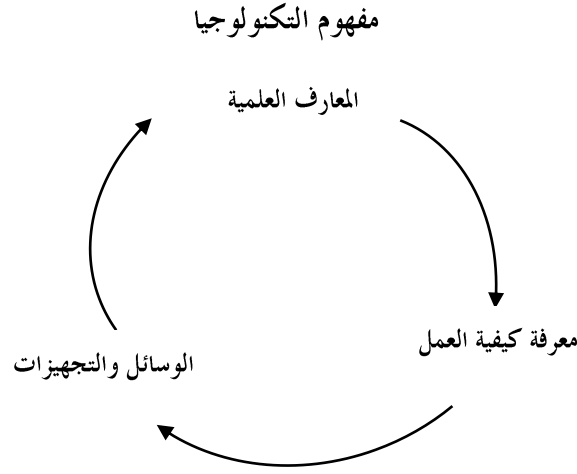 مفهوم التكنولوجيا
المعارف العلمية
معرفة كيفية العمل
الوسائل والتجهيزات